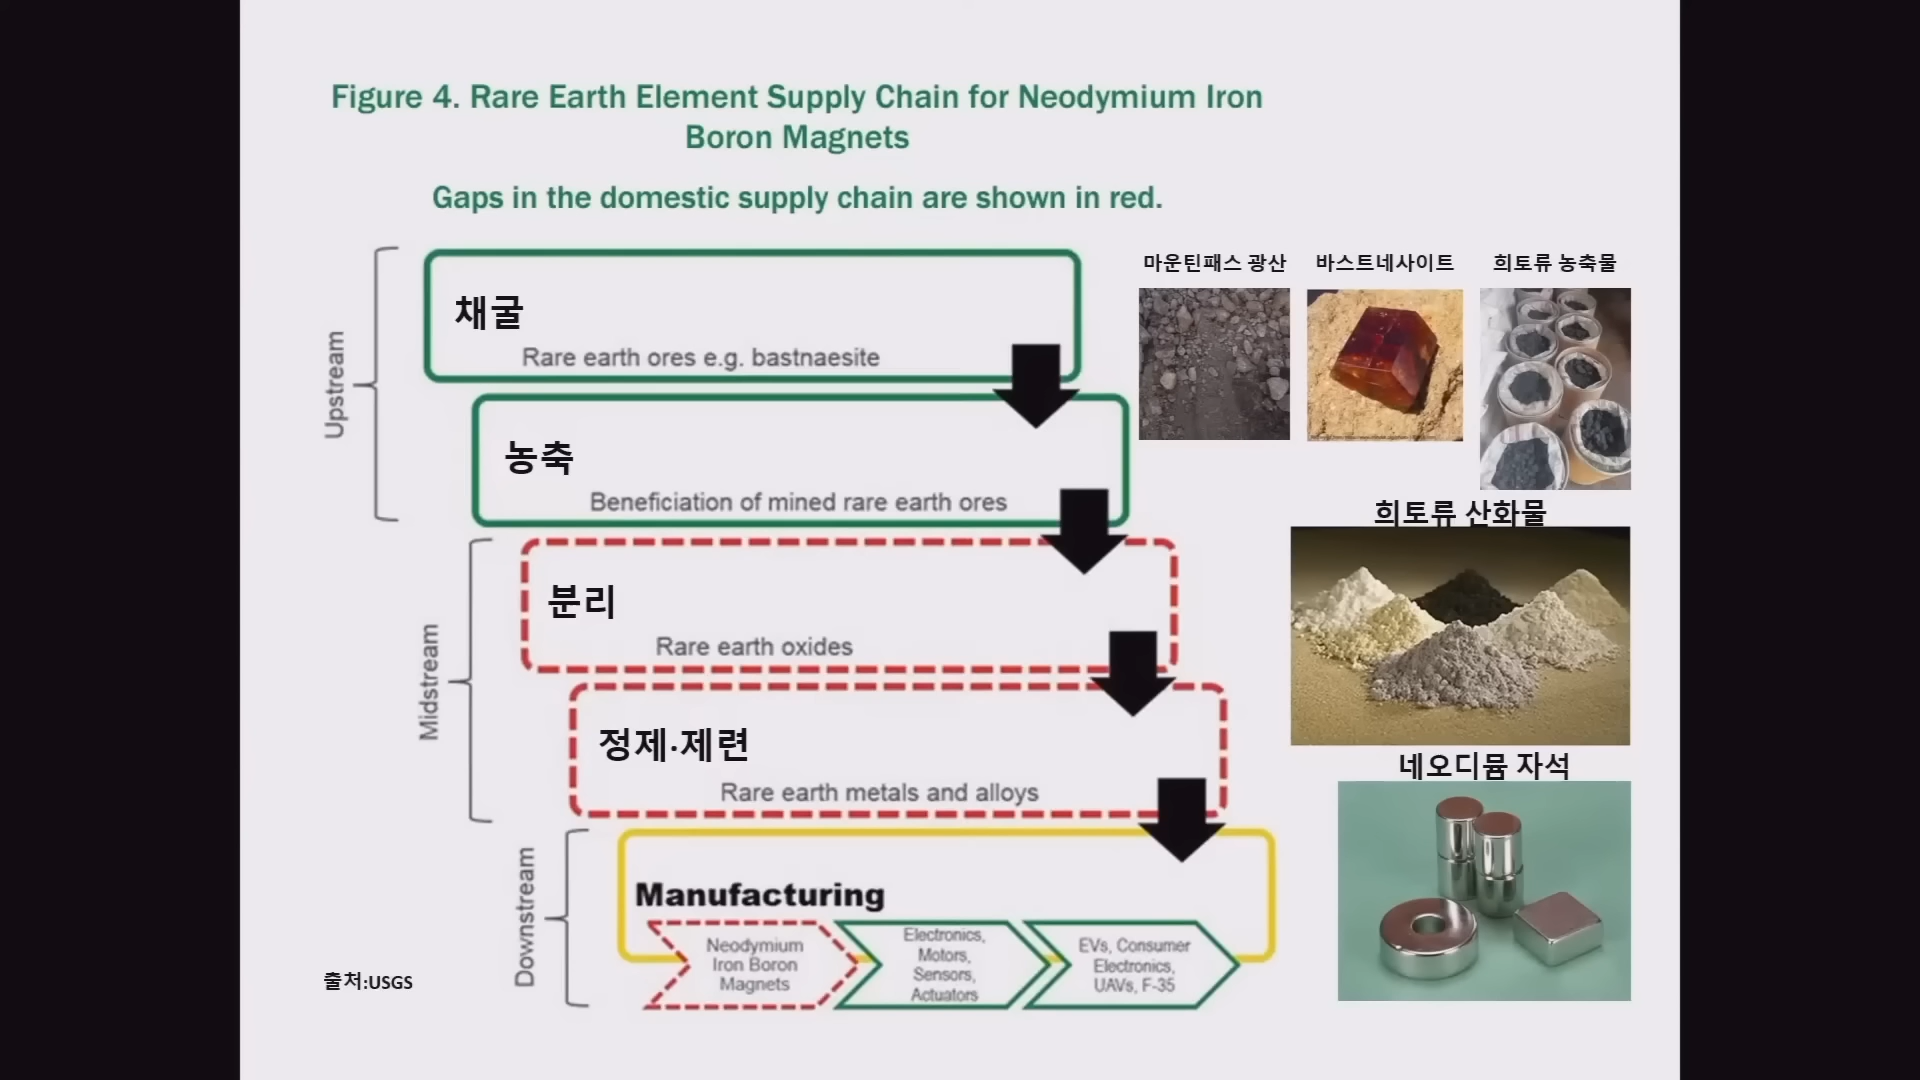 Figure 4. Rare Earth Element Supply Chain for Neodymium Iron
Boron Magnets
Gaps in the domestic supply chain are shown in red.
Upstream
채굴
Rare earth ores e.g. bastnaesite
농축
Beneficiation of mined rare earth ores
Midstream
분리
Rare earth oxides
정제·제련
Rare earth metals and alloys
Downstream
Manufacturing
Neodymium
Iron Boron
Magnets
Electronics,
Motors,
Sensors,
Actuators
EVs, Consumer
Electronics,
UAVs, F-35
마운틴패스 광산
바스트네사이트
희토류 농축물
희토류 산화물
네오디뮴 자석
출처:USGS